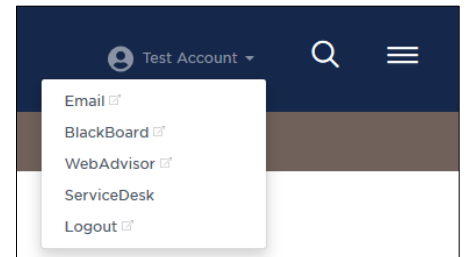 Test Account
Email
BlackBoard
WebAdvisor
ServiceDesk
Logout